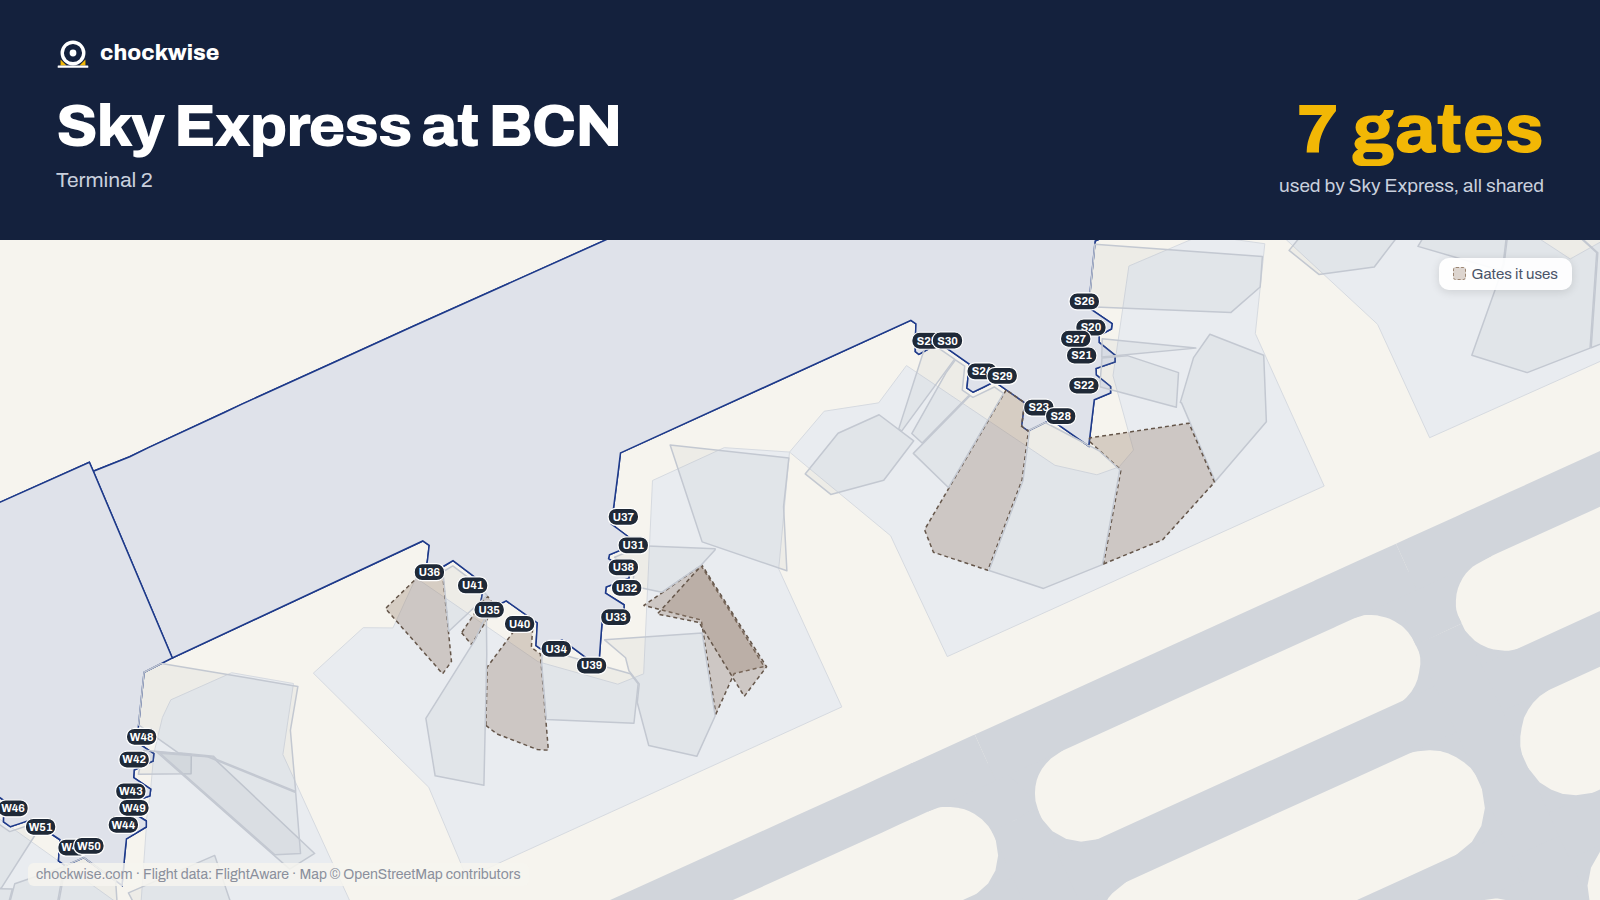 chockwise
Sky Express at BCN
Terminal 2
7 gates
used by Sky Express, all shared
Gates it uses
S26
S20
S27
S21
S22
S30
S29
S23
S28
U37
U31
U38
U32
U33
U36
U41
U35
U40
U34
U39
W48
W42
W43
W49
W44
W46
W51
W50
chockwise.com · Flight data: FlightAware · Map © OpenStreetMap contributors